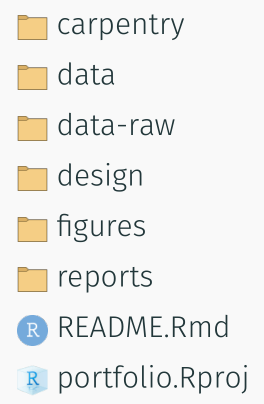 carpentry
data
data-raw
design
figures
reports
R README.Rmd
R portfolio.Rproj